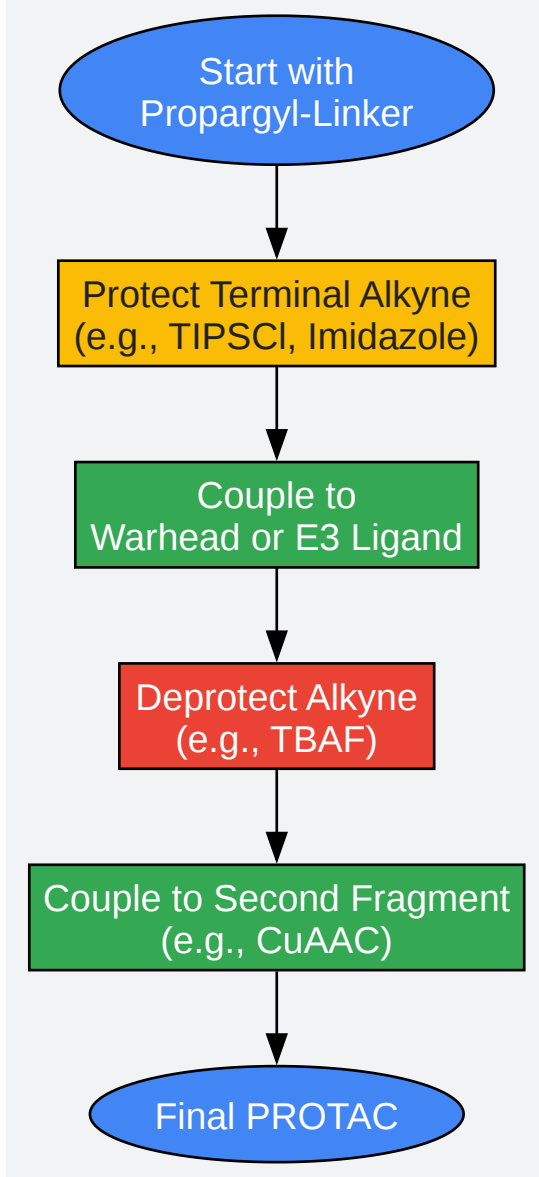 Start with
Propargyl-Linker
Protect Terminal Alkyne
(e.g., TIPSCl, Imidazole)
Couple to
Warhead or E3 Ligand
Deprotect Alkyne
(e.g., TBAF)
Couple to Second Fragment
(e.g., CuAAC)
Final PROTAC